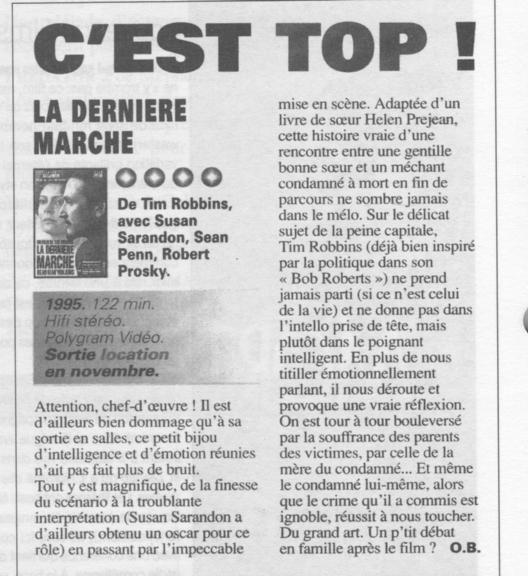 C'EST TOP !
LA DERNIERE
MARCHE
De Tim Robbins,
avec Susan
Sarandon, Sean
Penn, Robert
Prosky.
LA DERNIERE
MARCHE
1995. 122 min.
Hifi stéréo.
Polygram Vidéo.
Sortie location
en novembre.
Attention, chef-d'œuvre ! Il est
d'ailleurs bien dommage qu'à sa
sortie en salles, ce petit bijou
d'intelligence et d'émotion réunies
n'ait pas fait plus de bruit.
Tout y est magnifique, de la finesse
du scénario à la troublante
interprétation (Susan Sarandon a
d'ailleurs obtenu un oscar pour ce
rôle) en passant par l'impeccable
mise en scène. Adaptée d'un
livre de sœur Helen Prejean,
cette histoire vraie d'une
rencontre entre une gentille
bonne sœur et un méchant
condamné à mort en fin de
parcours ne sombre jamais
dans le mélo. Sur le délicat
sujet de la peine capitale,
Tim Robbins (déjà bien inspiré
par la politique dans son
« Bob Roberts ») ne prend
jamais parti (si ce n'est celui
de la vie) et ne donne pas dans
l'intello prise de tête, mais
plutôt dans le poignant
intelligent. En plus de nous
titiller émotionnellement
parlant, il nous déroute et
provoque une vraie réflexion.
On est tour à tour bouleversé
par la souffrance des parents
des victimes, par celle de la
mère du condamné... Et même
le condamné lui-même, alors
que le crime qu'il a commis est
ignoble, réussit à nous toucher.
Du grand art. Un p'tit débat
en famille après le film ? O.B.